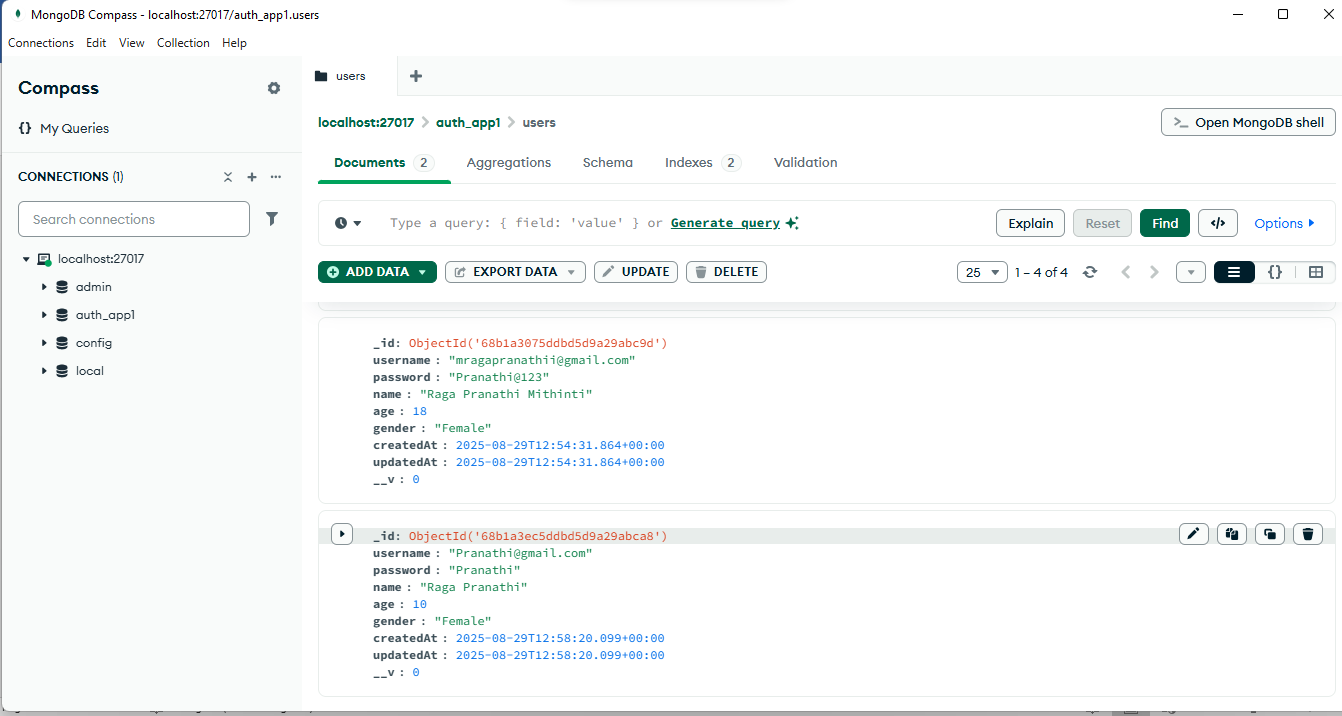 MongoDB Compass - localhost:27017/auth_app1.users
Connections Edit View Collection Help
Compass
{} My Queries
CONNECTIONS (1)
Search connections
localhost:27017
admin
auth_app1
config
local
users
localhost:27017 > auth_app1 > users
>_ Open MongoDB shell
Documents 2 Aggregations Schema Indexes 2 Validation
Type a query: { field: 'value' } or Generate query
Explain Reset Find </> Options
ADD DATA EXPORT DATA UPDATE DELETE
25 1 – 4 of 4 {}
_id: ObjectId('68b1a3075ddbd5d9a29abc9d')
username : "mragapranathii@gmail.com"
password : "Pranathi@123"
name : "Raga Pranathi Mithinti"
age : 18
gender : "Female"
createdAt : 2025-08-29T12:54:31.864+00:00
updatedAt : 2025-08-29T12:54:31.864+00:00
__v : 0
_id: ObjectId('68b1a3ec5ddbd5d9a29abca8')
username : "Pranathi@gmail.com"
password : "Pranathi"
name : "Raga Pranathi"
age : 10
gender : "Female"
createdAt : 2025-08-29T12:58:20.099+00:00
updatedAt : 2025-08-29T12:58:20.099+00:00
__v : 0